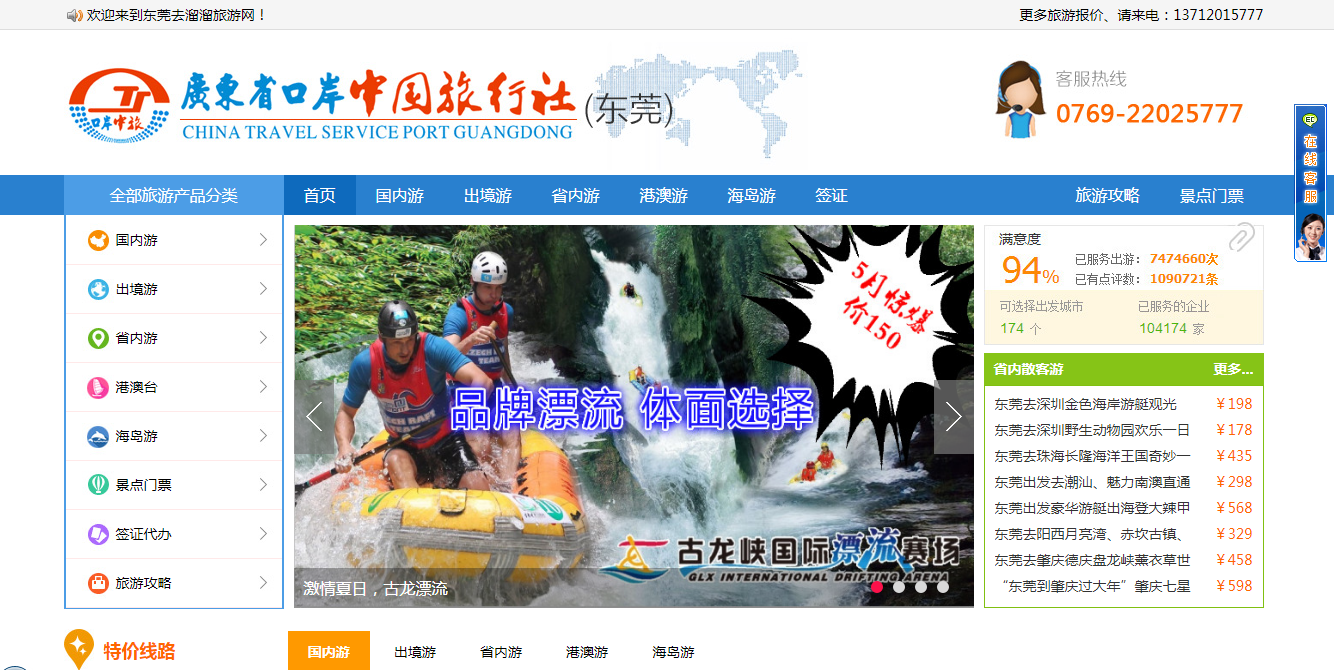 欢迎来到东莞去溜溜旅游网！
更多旅游报价、请来电：13712015777
廣東省口岸中国旅行社
(东莞)
口岸中旅
CHINA TRAVEL SERVICE PORT GUANGDONG
客服热线
0769-22025777
EC
在线客服
全部旅游产品分类
首页 国内游 出境游 省内游 港澳游 海岛游 签证 旅游攻略 景点门票
国内游
出境游
省内游
港澳台
海岛游
景点门票
签证代办
旅游攻略
5月惊爆
价150
品牌漂流 体面选择
古龙峡国际漂流赛场
GLX INTERNATIONAL DRIFTING ARENA
激情夏日，古龙漂流
满意度
94%
已服务出游： 7474660次
已有点评数： 1090721条
可选择出发城市 已服务的企业
174 个 104174 家
省内散客游 更多...
东莞去深圳金色海岸游艇观光 ￥198
东莞去深圳野生动物园欢乐一日 ￥178
东莞去珠海长隆海洋王国奇妙一 ￥435
东莞出发去潮汕、魅力南澳直通 ￥298
东莞出发豪华游艇出海登大辣甲 ￥568
东莞去阳西月亮湾、赤坎古镇、 ￥329
东莞去肇庆德庆盘龙峡薰衣草世 ￥458
“东莞到肇庆过大年”肇庆七星 ￥598
特价线路
国内游 出境游 省内游 港澳游 海岛游